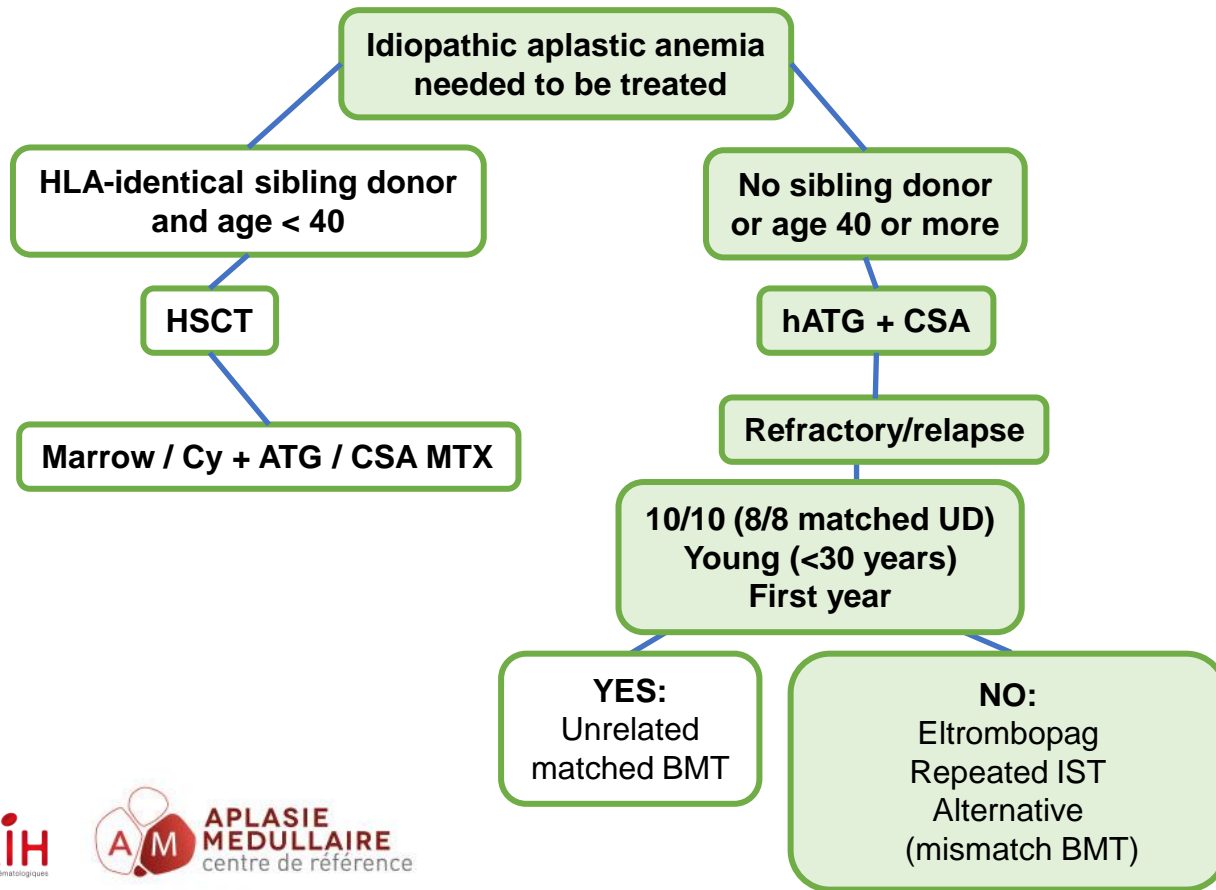 Idiopathic aplastic anemia
needed to be treated
HLA-identical sibling donor
and age < 40
No sibling donor
or age 40 or more
HSCT
hATG + CSA
Marrow / Cy + ATG / CSA MTX
Refractory/relapse
10/10 (8/8 matched UD)
Young (<30 years)
First year
YES:
Unrelated
matched BMT
NO:
Eltrombopag
Repeated IST
Alternative
(mismatch BMT)
iH
ématologiques
AM
APLASIE
MEDULLAIRE
centre de référence